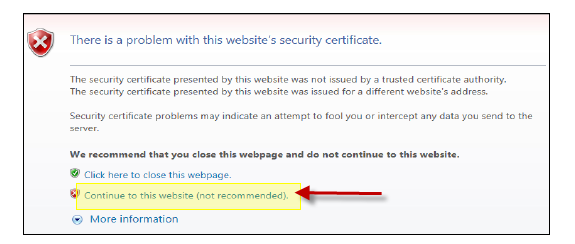 There is a problem with this website's security certificate.
The security certificate presented by this website was not issued by a trusted certificate authority.
The security certificate presented by this website was issued for a different website's address.
Security certificate problems may indicate an attempt to fool you or intercept any data you send to the
server.
We recommend that you close this webpage and do not continue to this website.
Click here to close this webpage.
Continue to this website (not recommended).
More information